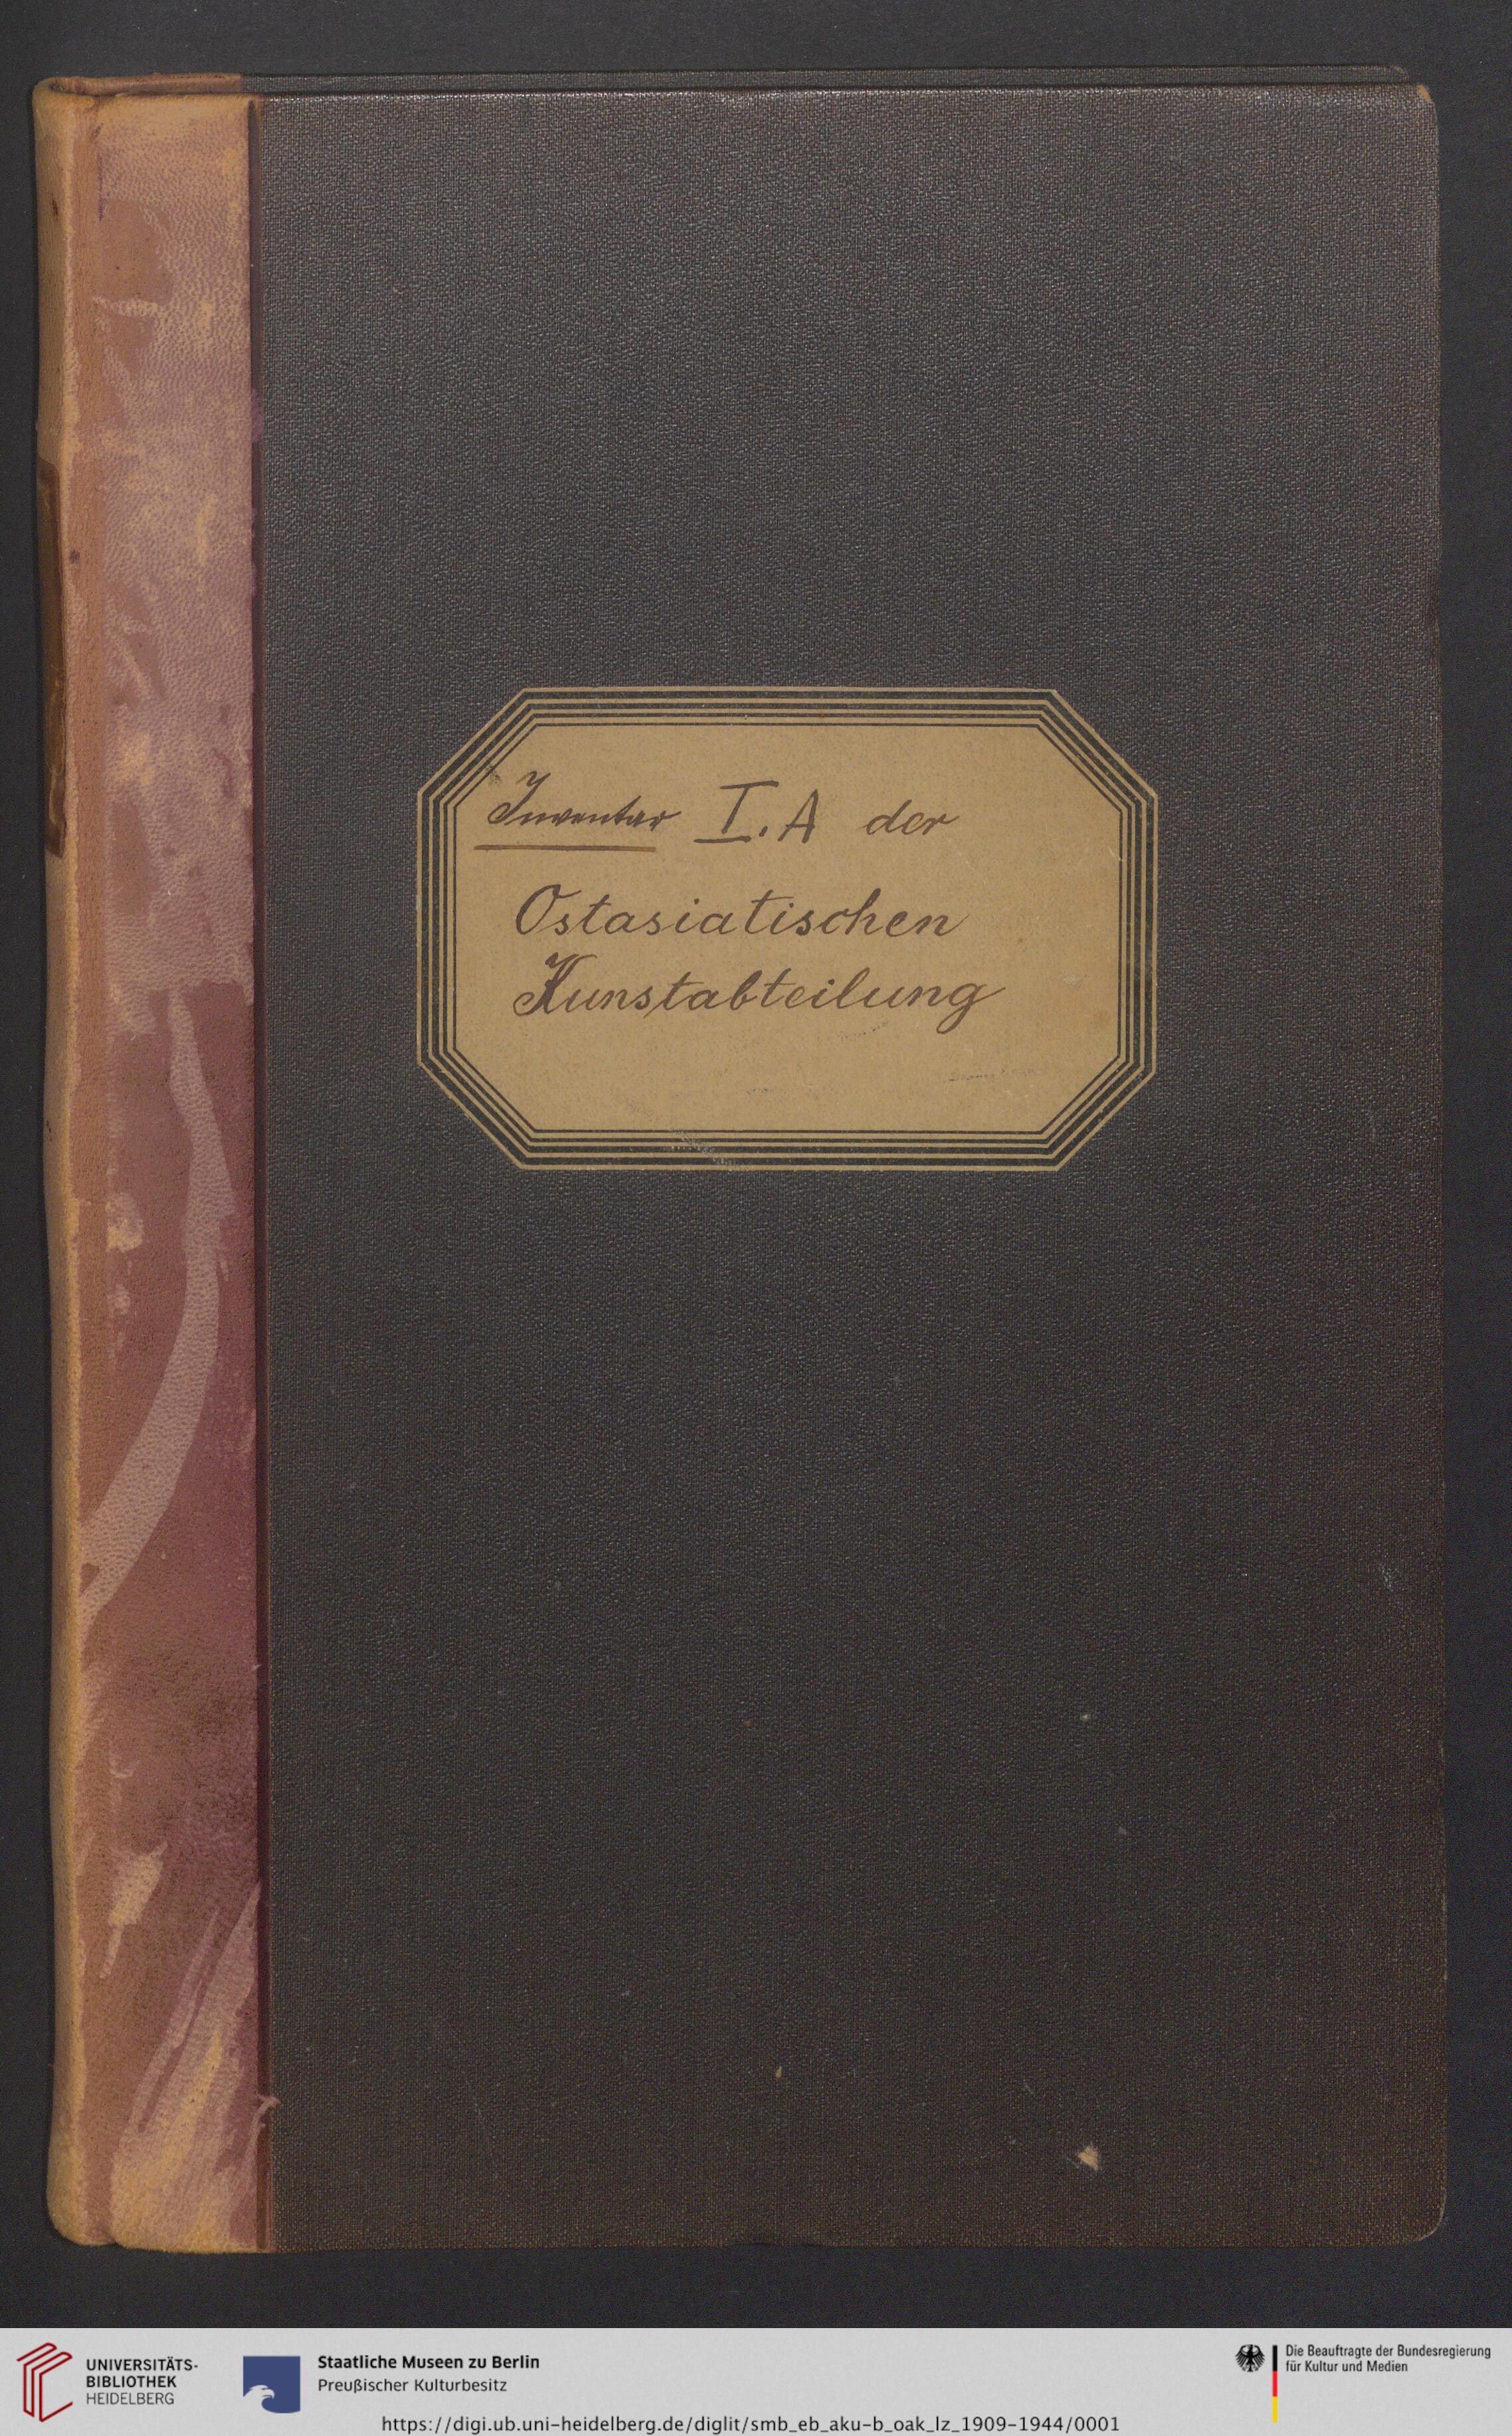 Inventar I.A der
Ostasiatischen
Kunstabteilung
UNIVERSITÄTS-
BIBLIOTHEK
HEIDELBERG
Staatliche Museen zu Berlin
Preußischer Kulturbesitz
Die Beauftragte der Bundesregierung
für Kultur und Medien
https://digi.ub.uni-heidelberg.de/diglit/smb_eb_aku-b_oak_lz_1909-1944/0001